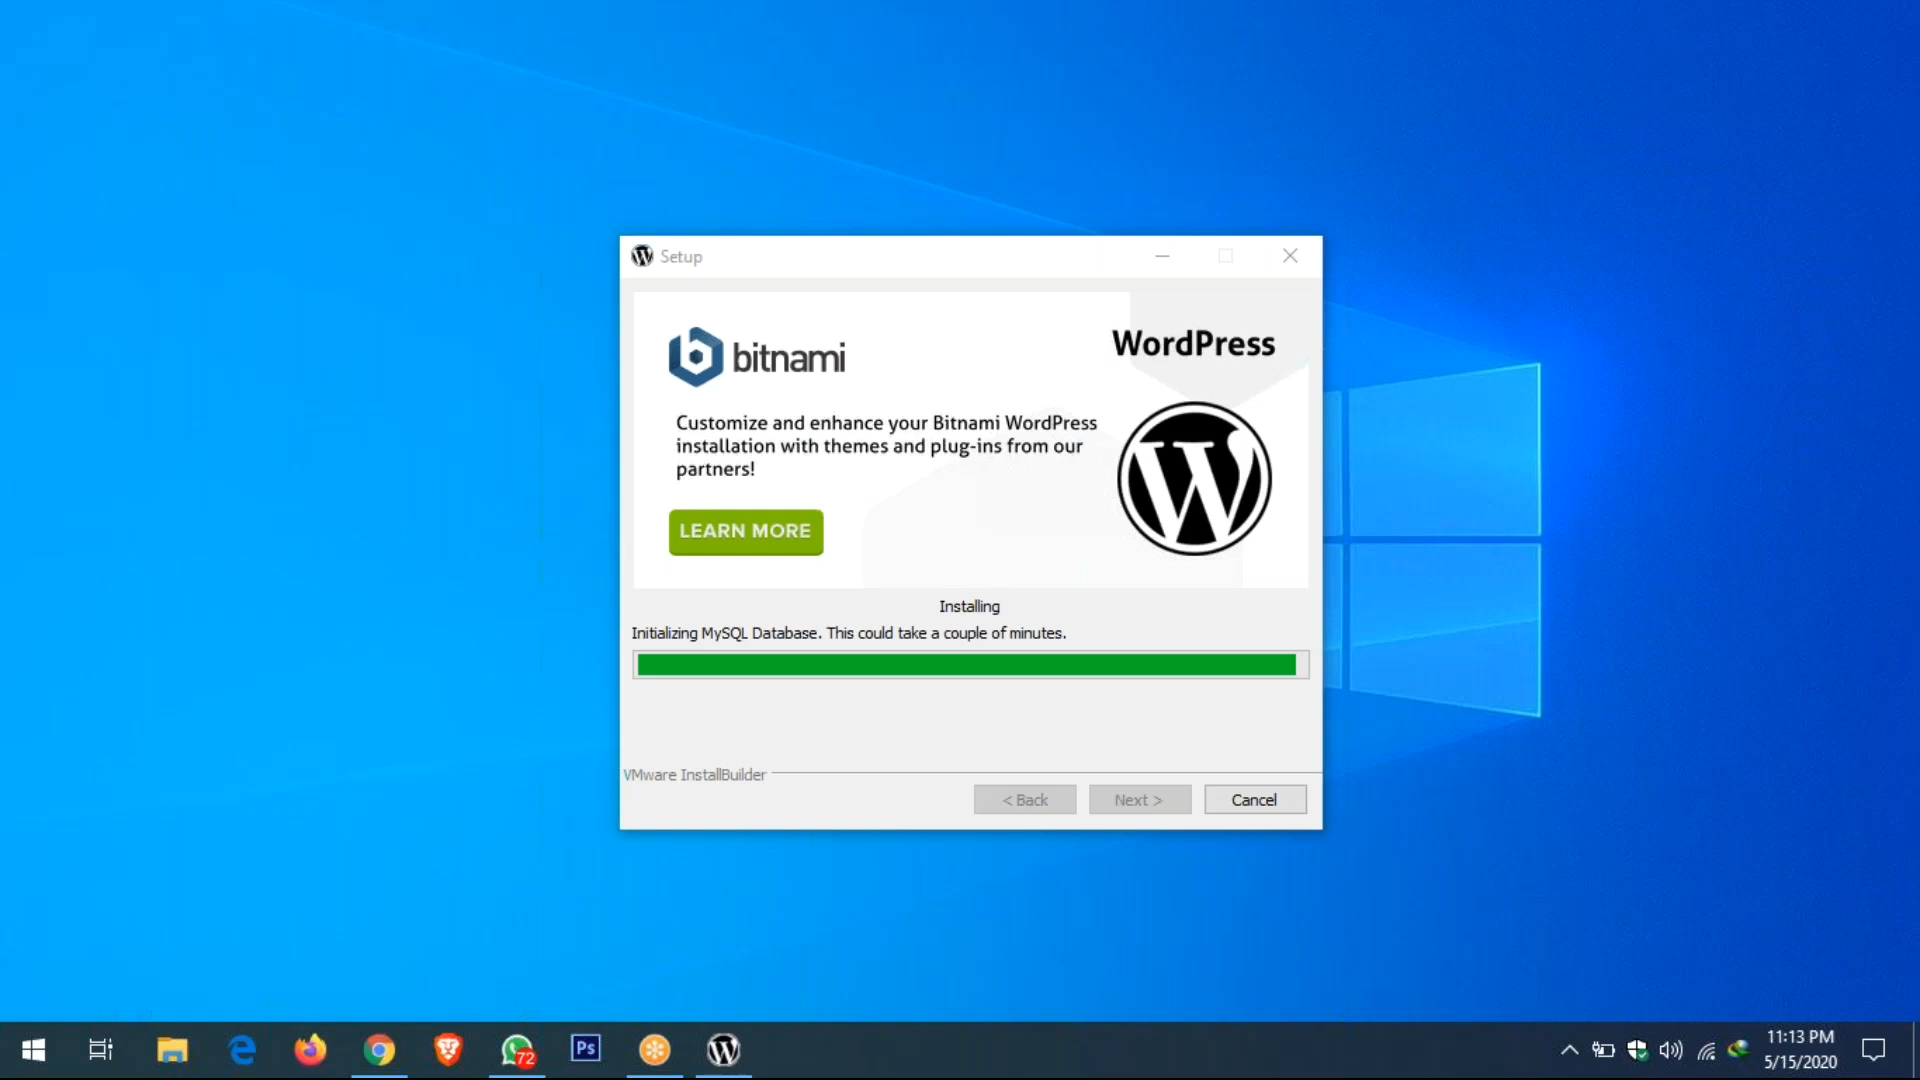 Setup
bitnami
WordPress
Customize and enhance your Bitnami WordPress
installation with themes and plug-ins from our
partners!
LEARN MORE
Installing
Initializing MySQL Database. This could take a couple of minutes.
VMware InstallBuilder
< Back
Next >
Cancel
72
Ps
11:13 PM
5/15/2020